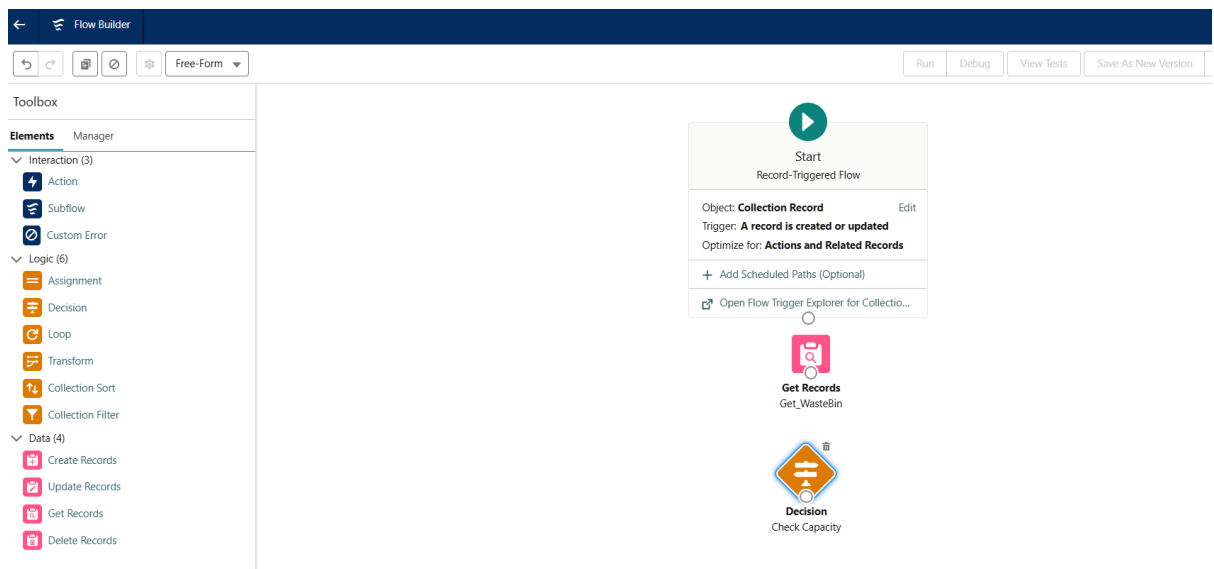 Flow Builder
Free-Form
Run
Debug
View Tests
Save As New Version
Toolbox
Elements
Manager
Interaction (3)
Action
Subflow
Custom Error
Logic (6)
Assignment
Decision
Loop
Transform
Collection Sort
Collection Filter
Data (4)
Create Records
Update Records
Get Records
Delete Records
Start
Record-Triggered Flow
Object: Collection Record Edit
Trigger: A record is created or updated
Optimize for: Actions and Related Records
+ Add Scheduled Paths (Optional)
Open Flow Trigger Explorer for Collectio...
Get Records
Get_WasteBin
Decision
Check Capacity